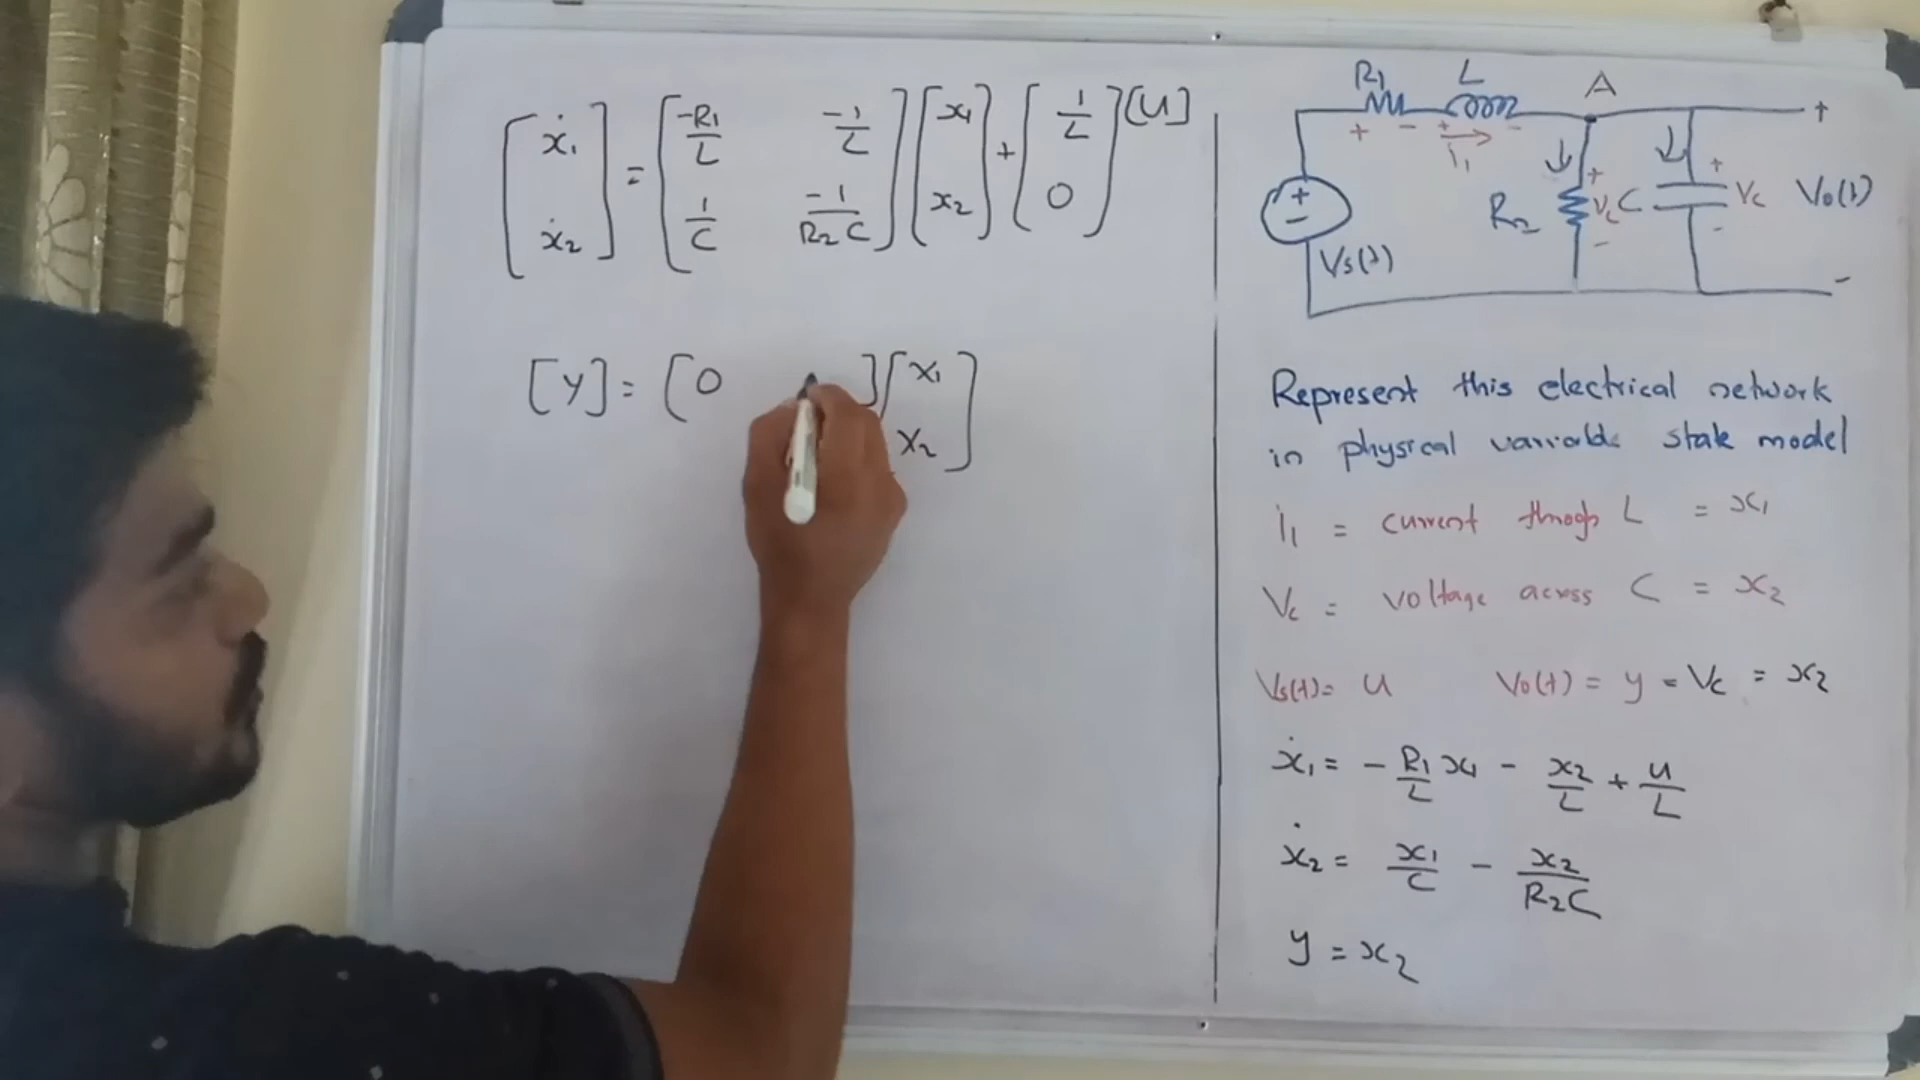 [ẋ₁ ẋ₂] = [-R₁/L -1/L 1/C -1/R₂C] [x₁ x₂] + [1/L 0] [U]
[y] = [0 ] [x₁ x₂]
R₁ L A
+ - + - i₁
+ - Vs(t)
R₂ + Vc - C + Vc - + Vo(t) -
Represent this electrical network
in physical variable state model
i₁ = current through L = x₁
Vc = voltage across C = x₂
Vs(t) = u Vo(t) = y = Vc = x₂
ẋ₁ = - R₁/L x₁ - x₂/L + u/L
ẋ₂ = x₁/C - x₂/R₂C
y = x₂